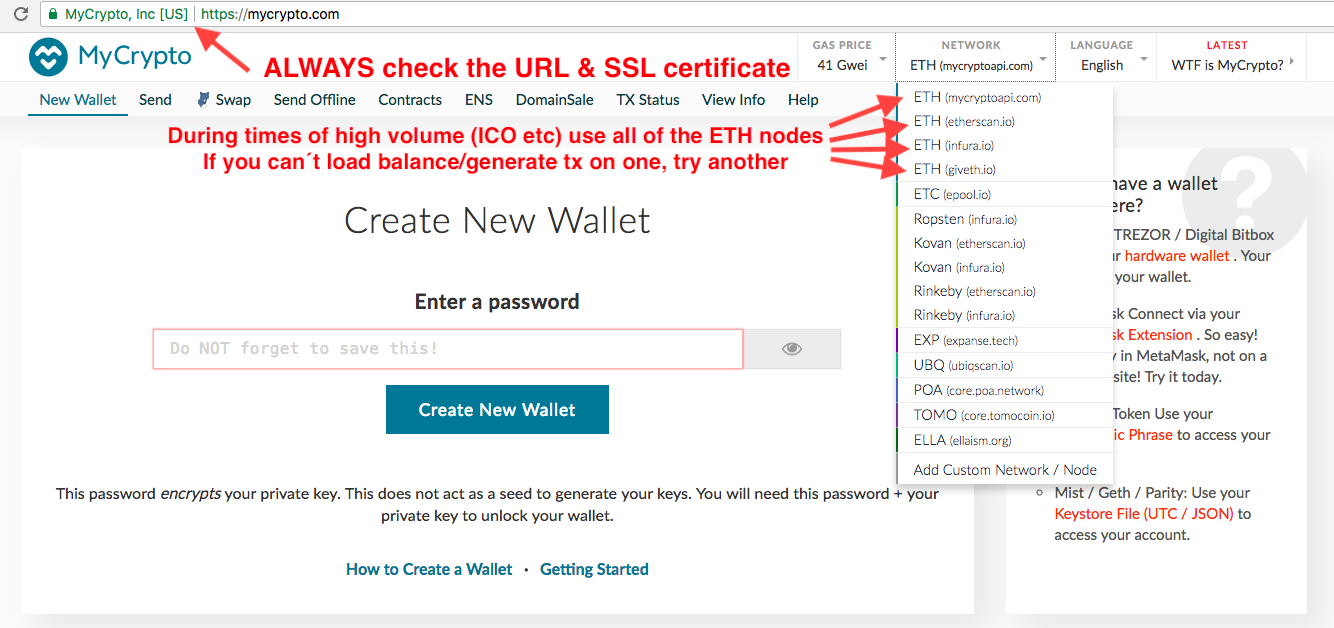 MyCrypto, Inc [US] | https://mycrypto.com
MyCrypto
ALWAYS check the URL & SSL certificate
GAS PRICE
41 Gwei
NETWORK
ETH (mycryptoapi.com)
LANGUAGE
English
LATEST
WTF is MyCrypto?
New Wallet
Send
Swap
Send Offline
Contracts
ENS
DomainSale
TX Status
View Info
Help
During times of high volume (ICO etc) use all of the ETH nodes
If you can´t load balance/generate tx on one, try another
ETH (mycryptoapi.com)
ETH (etherscan.io)
ETH (infura.io)
ETH (giveth.io)
ETC (epool.io)
Ropsten (infura.io)
Kovan (etherscan.io)
Kovan (infura.io)
Rinkeby (etherscan.io)
Rinkeby (infura.io)
EXP (expanse.tech)
UBQ (ubiqscan.io)
POA (core.poa.network)
TOMO (core.tomocoin.io)
ELLA (ellaism.org)
Add Custom Network / Node
Create New Wallet
Enter a password
Do NOT forget to save this!
Create New Wallet
This password encrypts your private key. This does not act as a seed to generate your keys. You will need this password + your
private key to unlock your wallet.
How to Create a Wallet · Getting Started
have a wallet
ere?
TREZOR / Digital Bitbox
hardware wallet . Your
your wallet.
sk Connect via your
sk Extension . So easy!
in MetaMask, not on a
site! Try it today.
Token Use your
ic Phrase to access your
Mist / Geth / Parity: Use your
Keystore File (UTC / JSON) to
access your account.